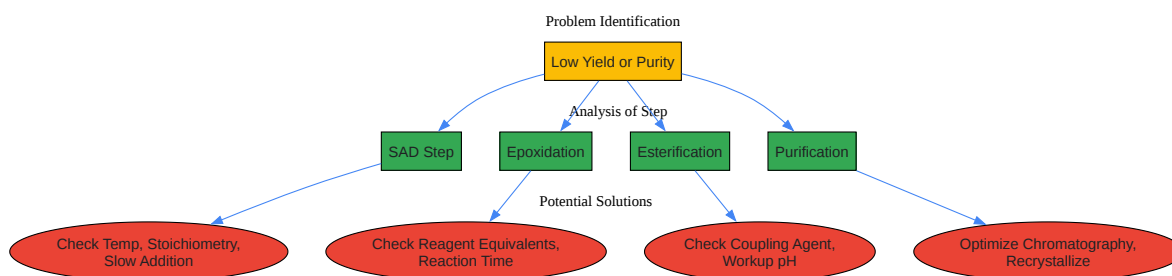 Problem Identification
Low Yield or Purity
Analysis of Step
SAD Step
Epoxidation
Esterification
Purification
Potential Solutions
Check Temp, Stoichiometry,
Slow Addition
Check Reagent Equivalents,
Reaction Time
Check Coupling Agent,
Workup pH
Optimize Chromatography,
Recrystallize